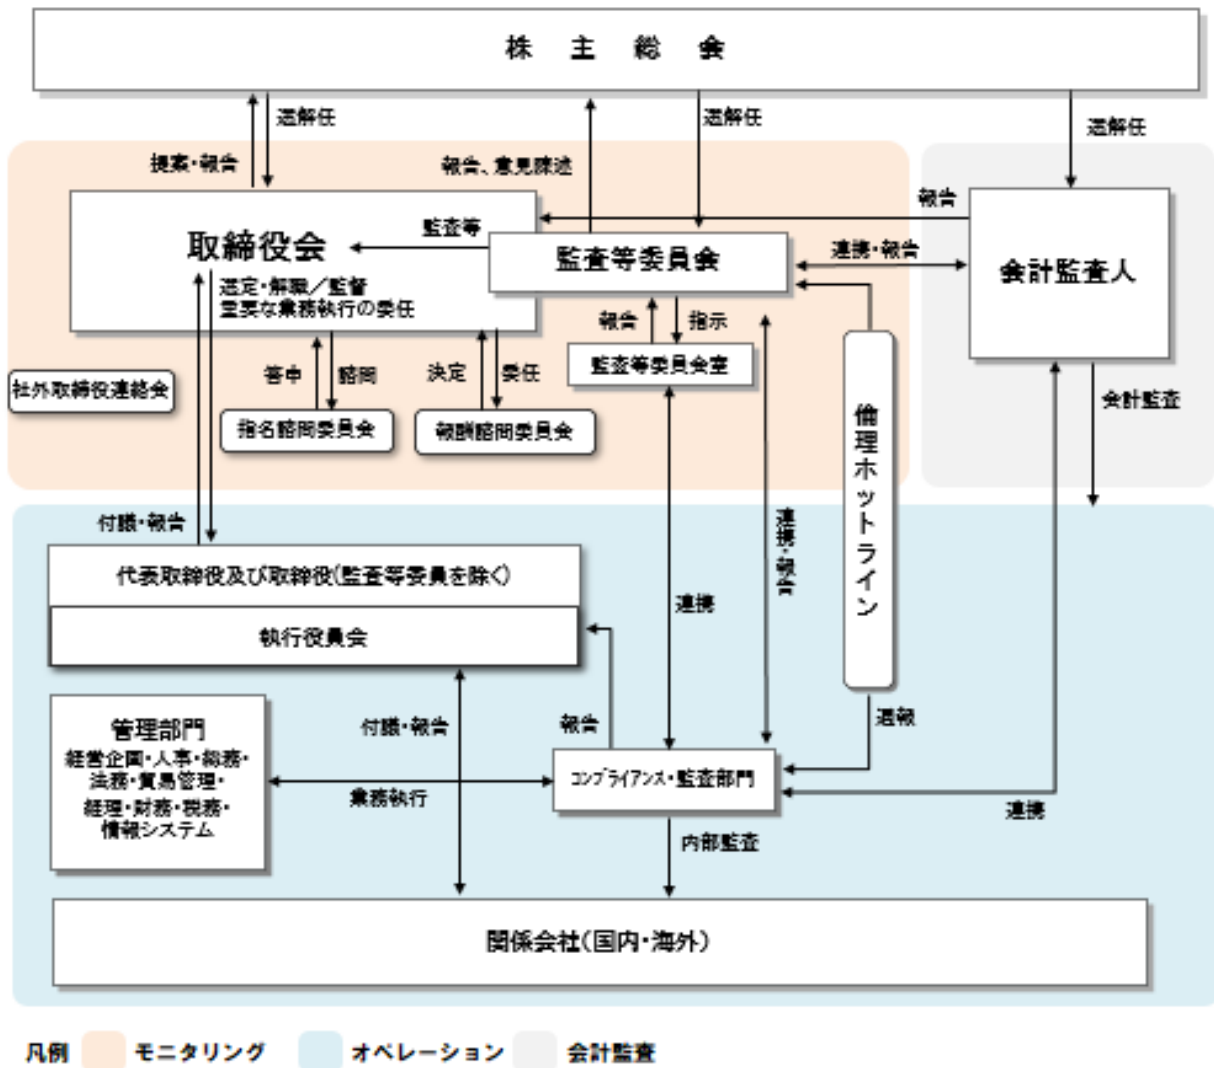 株主総会
選解任
選解任
選解任
提案・報告
報告、意見陳述
報告
取締役会
監査等
監査等委員会
連携・報告
会計監査人
選定・解職／監督
重要な業務執行の委任
報告
指示
監査等委員会室
社外取締役連絡会
答申
諮問
決定
委任
指名諮問委員会
報酬諮問委員会
会計監査
倫理ホットライン
付議・報告
連携・報告
代表取締役及び取締役(監査等委員を除く)
連携
執行役員会
管理部門
経営企画・人事・総務・
法務・貿易管理・
経理・財務・税務・
情報システム
付議・報告
報告
通報
コンプライアンス・監査部門
業務執行
連携
内部監査
関係会社(国内・海外)
凡例
モニタリング
オペレーション
会計監査